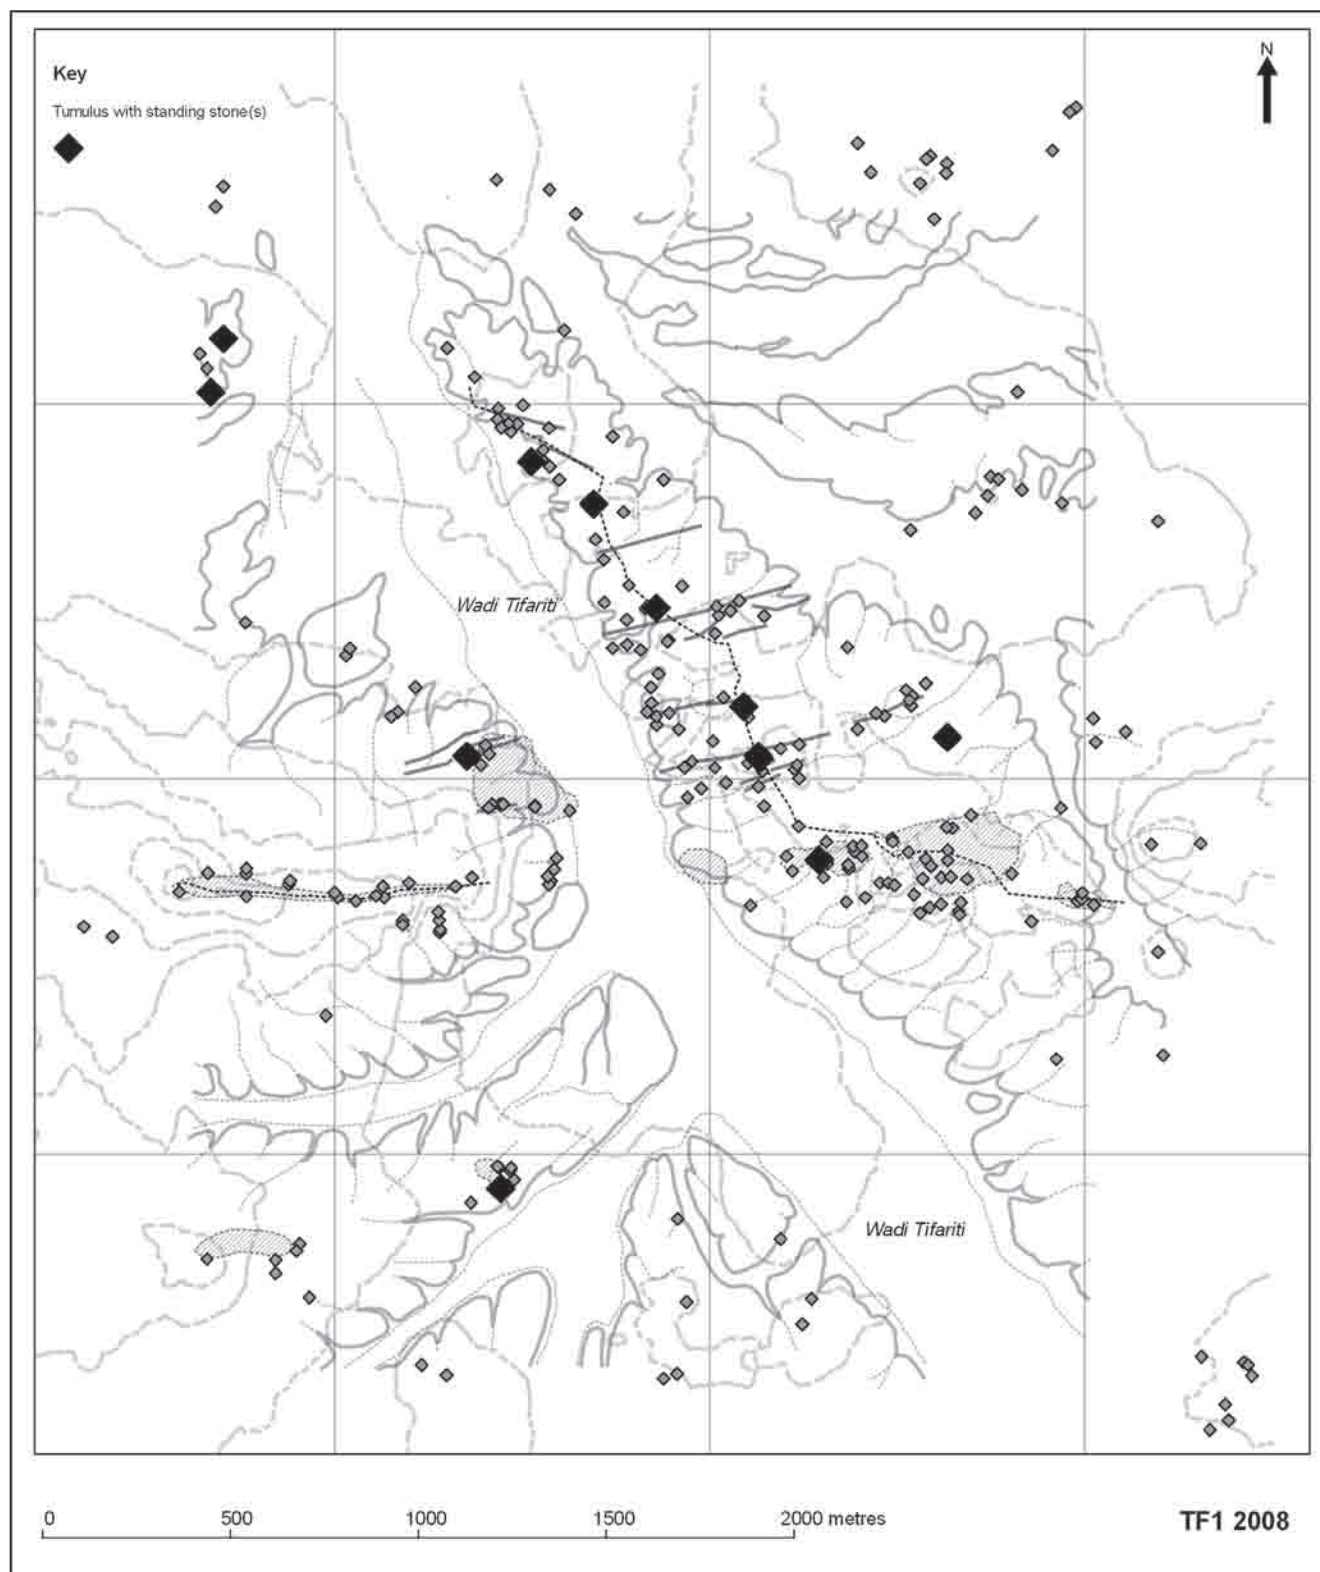 N
Key
Tumulus with standing stone(s)
Wadi Tifariti
Wadi Tifariti
0 500 1000 1500 2000 metres
TF1 2008